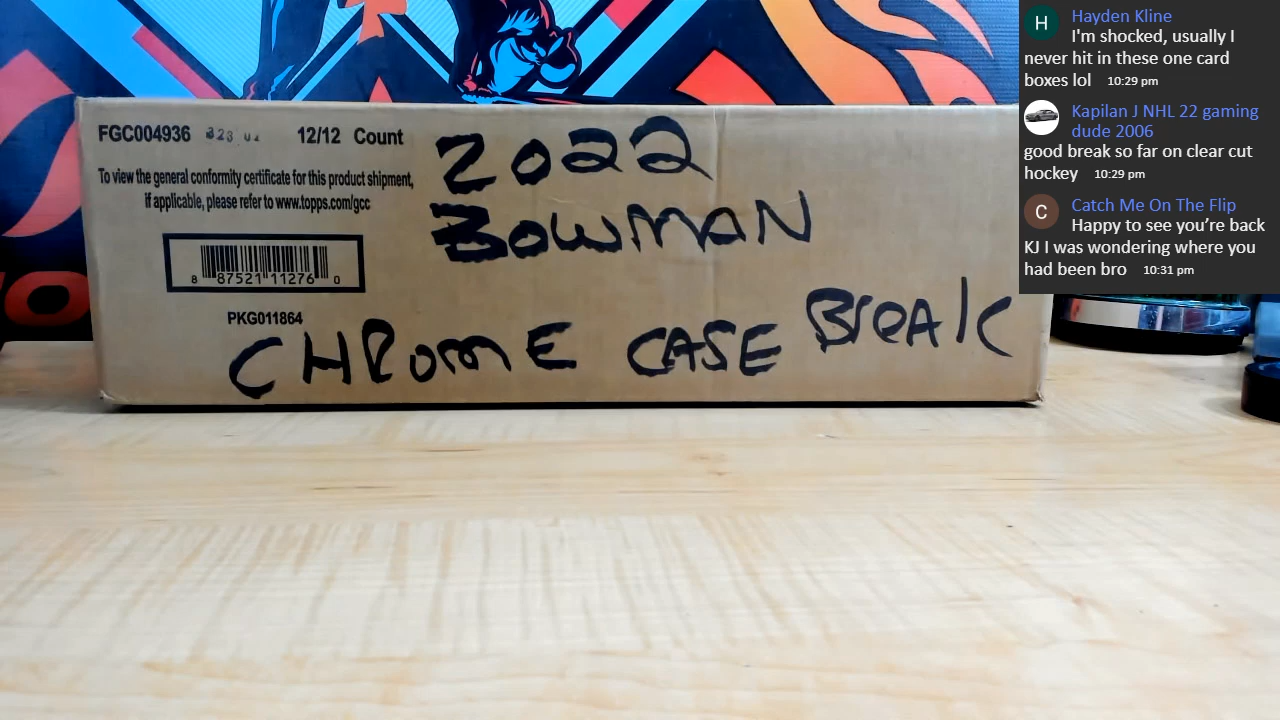 FGC004936 12/12 Count
To view the general conformity certificate for this product shipment,
if applicable, please refer to www.topps.com/gcc
8 87521 11276 0
PKG011864
2022
BOWMAN
CHROME CASE BREAK
H Hayden Kline
I'm shocked, usually I
never hit in these one card
boxes lol 10:29 pm
Kapilan J NHL 22 gaming
dude 2006
good break so far on clear cut
hockey 10:29 pm
C Catch Me On The Flip
Happy to see you’re back
KJ I was wondering where you
had been bro 10:31 pm